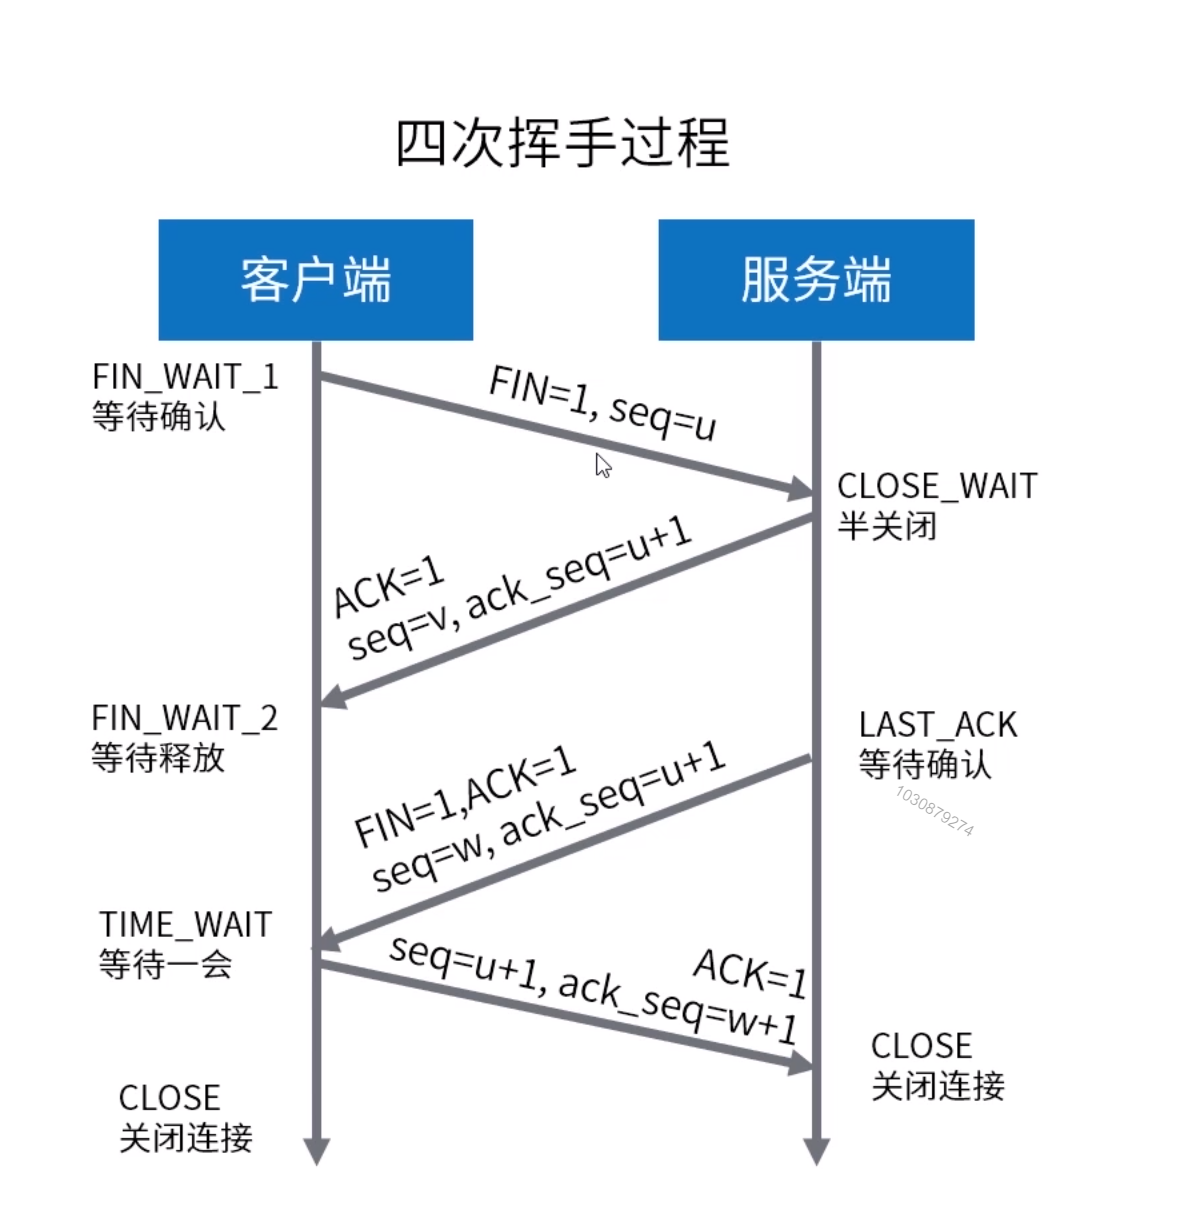 四次挥手过程
客户端
服务端
FIN_WAIT_1
等待确认
FIN=1, seq=u
CLOSE_WAIT
半关闭
ACK=1
seq=v, ack_seq=u+1
FIN_WAIT_2
等待释放
LAST_ACK
等待确认
1030879274
FIN=1,ACK=1
seq=w, ack_seq=u+1
TIME_WAIT
等待一会
ACK=1
seq=u+1, ack_seq=w+1
CLOSE
关闭连接
CLOSE
关闭连接